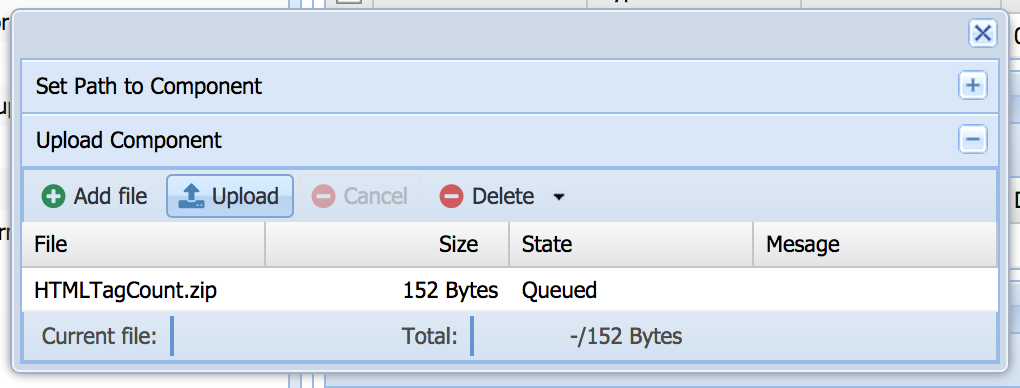 Set Path to Component
Upload Component
Add file Upload Cancel Delete
File Size State Mesage
HTMLTagCount.zip 152 Bytes Queued
Current file: Total: -/152 Bytes